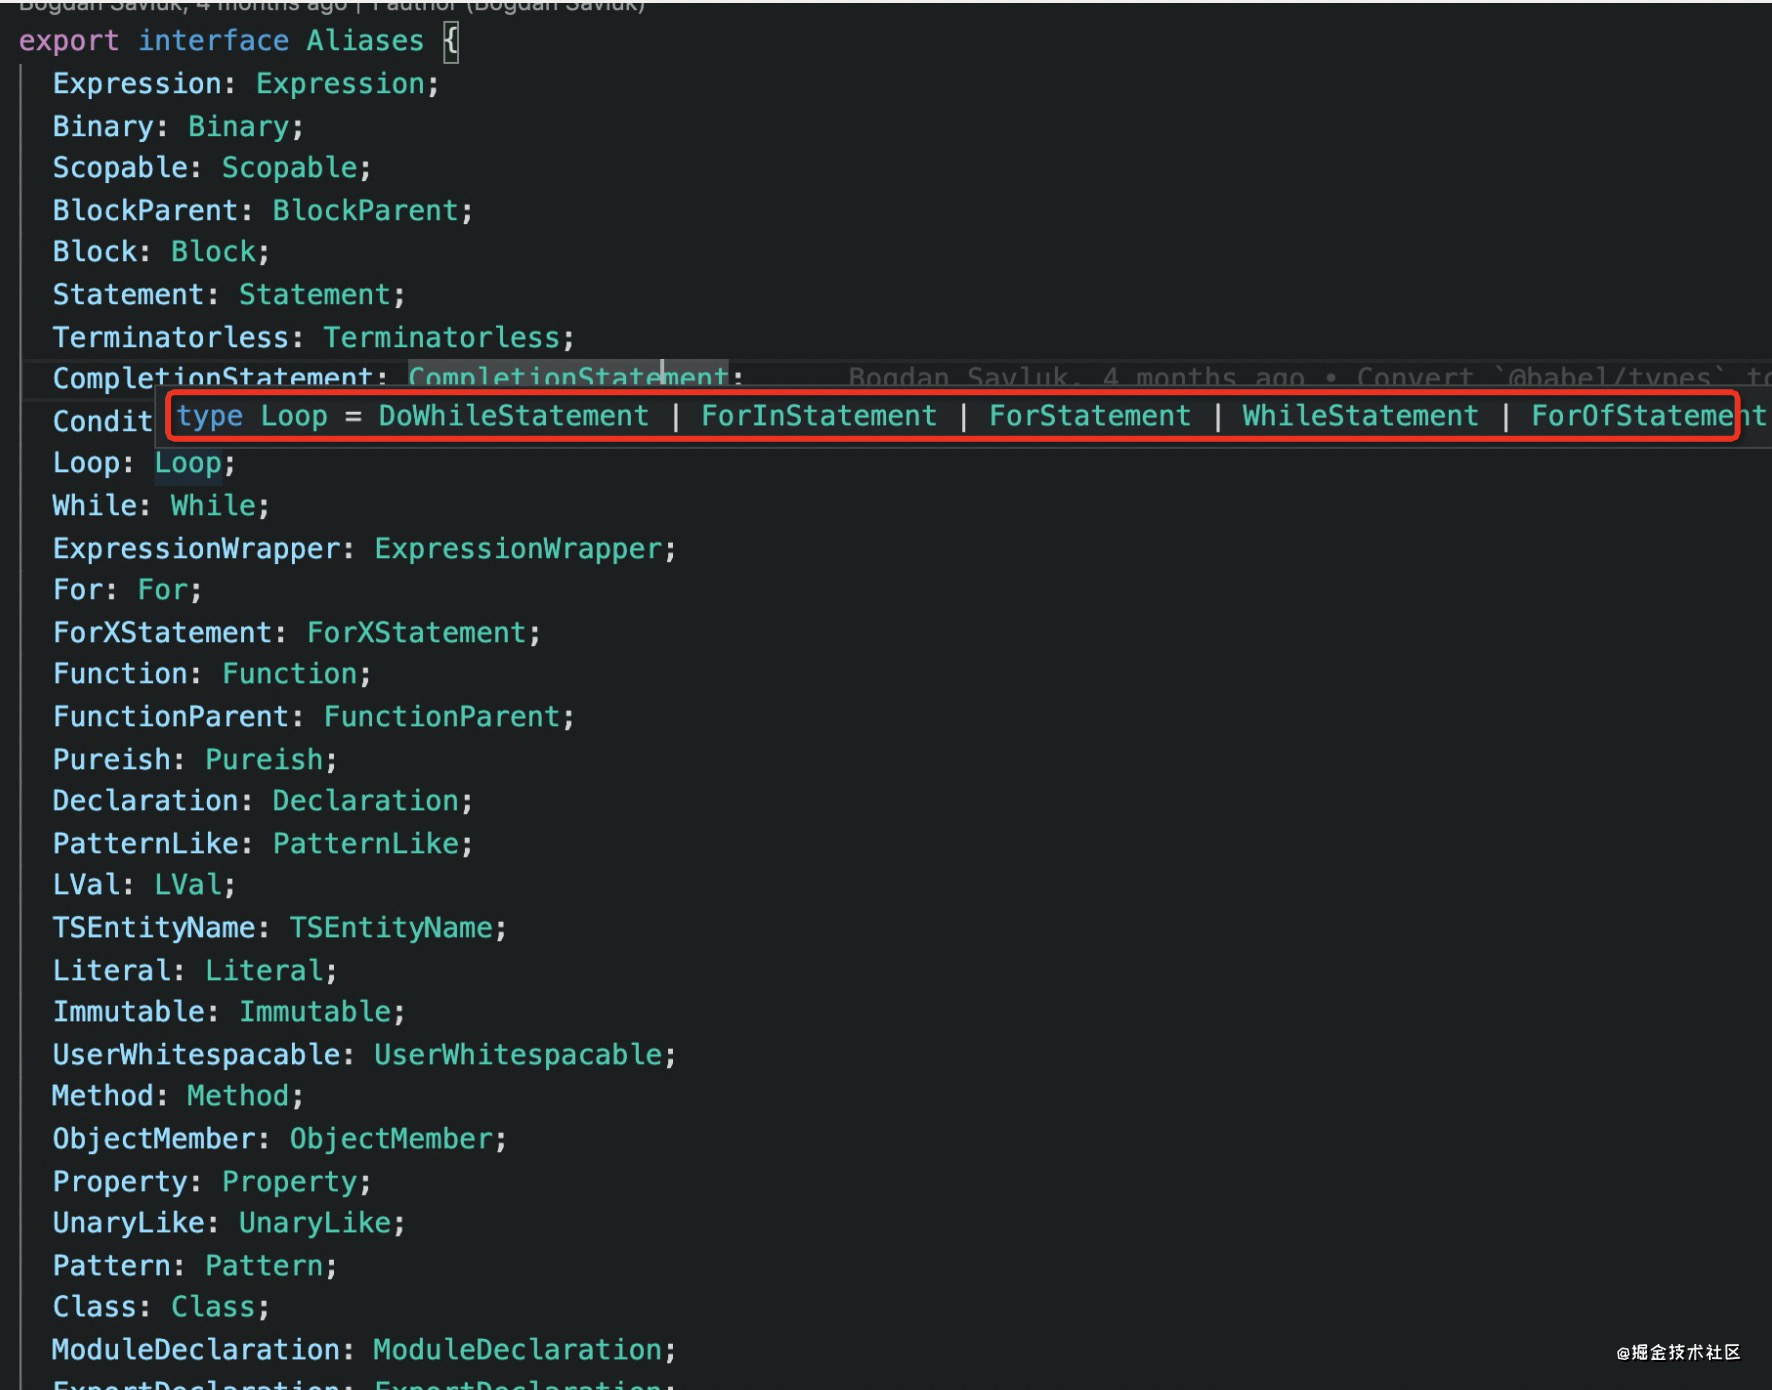 Bogdan Savluk, 4 months ago | 1 author (Bogdan Savluk)
export interface Aliases {
Expression: Expression;
Binary: Binary;
Scopable: Scopable;
BlockParent: BlockParent;
Block: Block;
Statement: Statement;
Terminatorless: Terminatorless;
CompletionStatement: CompletionStatement; Bogdan Savluk, 4 months ago • Convert `@babel/types` to
Condit type Loop = DoWhileStatement | ForInStatement | ForStatement | WhileStatement | ForOfStatement
Loop: Loop;
While: While;
ExpressionWrapper: ExpressionWrapper;
For: For;
ForXStatement: ForXStatement;
Function: Function;
FunctionParent: FunctionParent;
Pureish: Pureish;
Declaration: Declaration;
PatternLike: PatternLike;
LVal: LVal;
TSEntityName: TSEntityName;
Literal: Literal;
Immutable: Immutable;
UserWhitespacable: UserWhitespacable;
Method: Method;
ObjectMember: ObjectMember;
Property: Property;
UnaryLike: UnaryLike;
Pattern: Pattern;
Class: Class;
ModuleDeclaration: ModuleDeclaration;
ExportDeclaration: ExportDeclaration;
@掘金技术社区